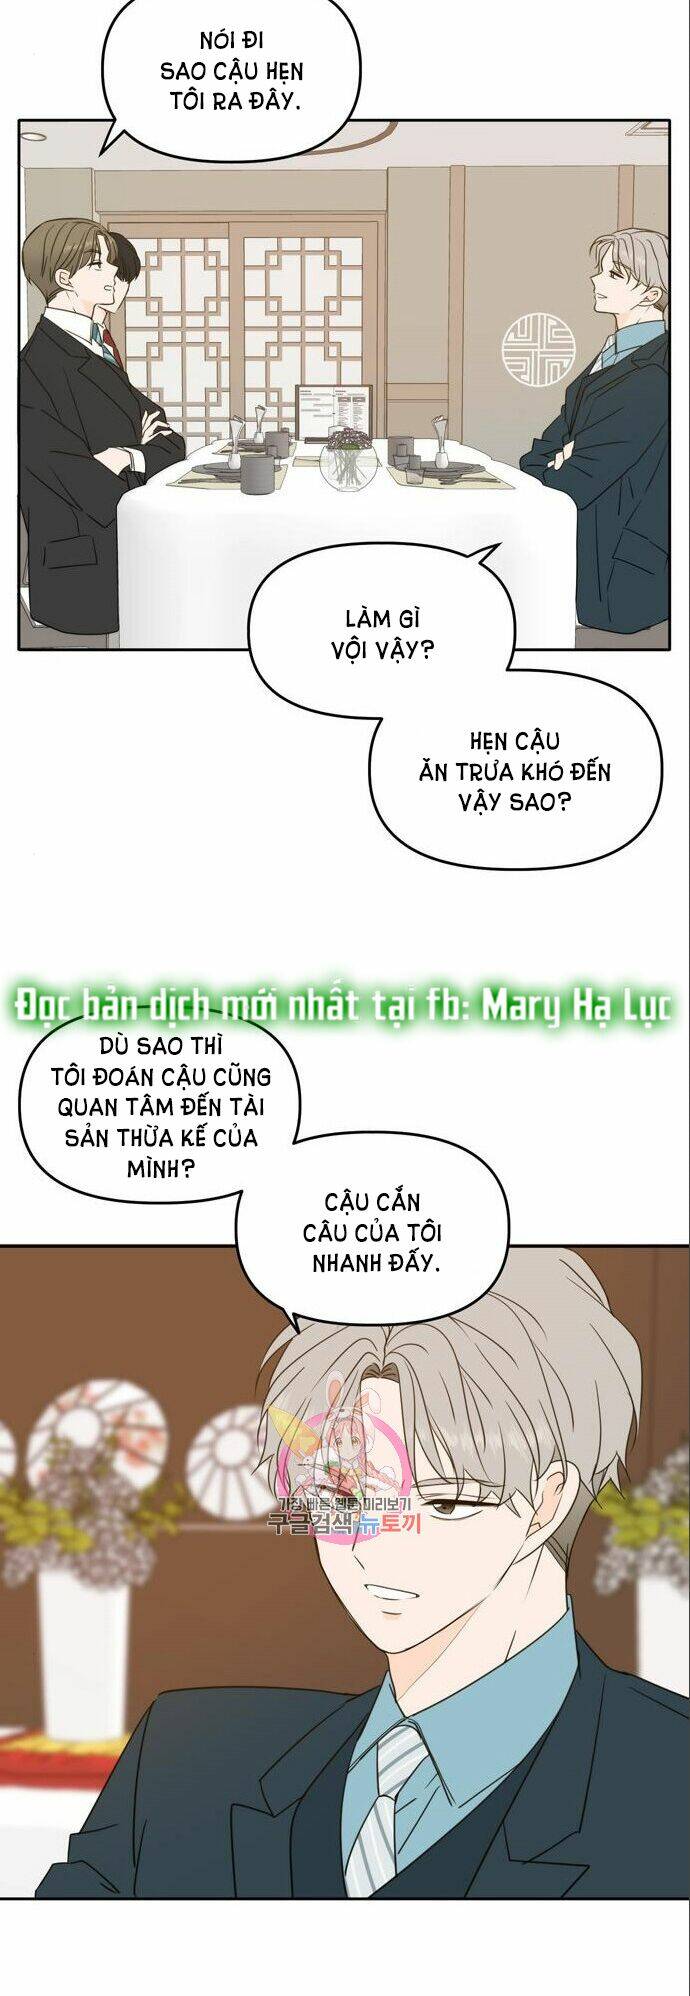 NÓI ĐI
SAO CẬU HẸN
TÔI RA ĐÂY.
LÀM GÌ
VỘI VẬY?
HẸN CẬU
ĂN TRƯA KHÓ ĐẾN
VẬY SAO?
Đọc bản dịch mới nhất tại fb: Mary Hạ Lục
DÙ SAO THÌ
TÔI ĐOÁN CẬU CŨNG
QUAN TÂM ĐẾN TÀI
SẢN THỪA KẾ CỦA
MÌNH?
CẬU CẮN
CÂU CỦA TÔI
NHANH ĐẤY.
가장 빠른 웹툰 미리보기
구글검색 뉴토끼